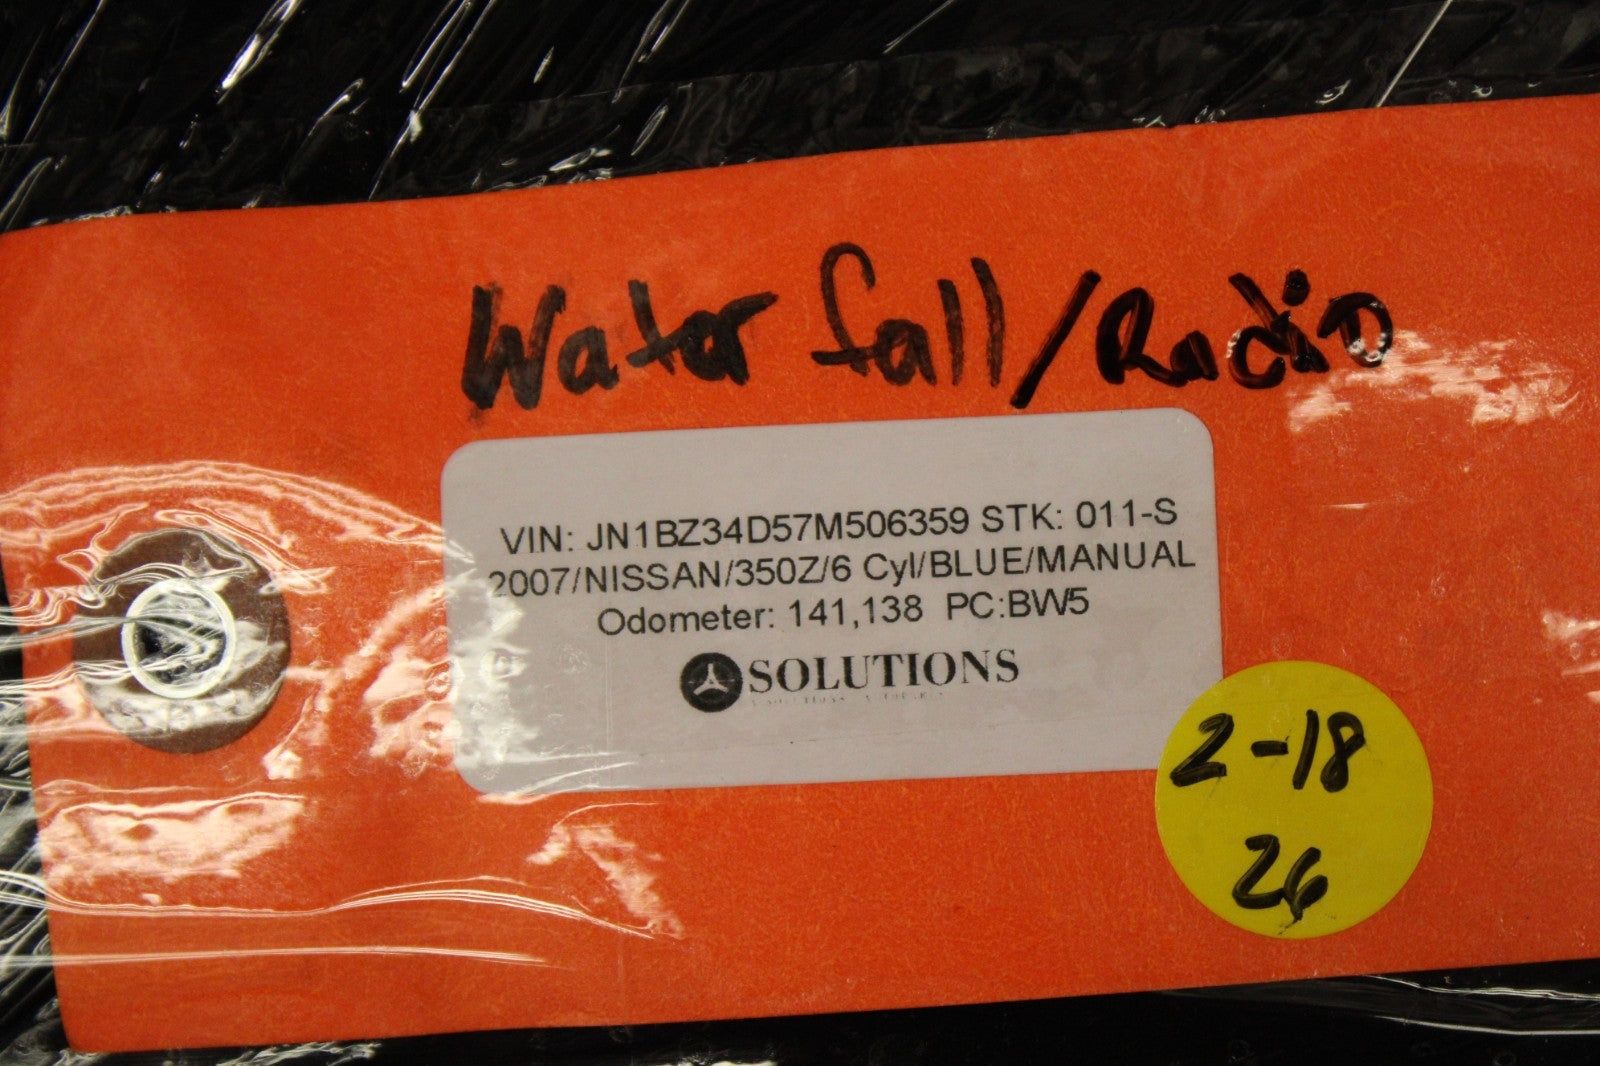 Water fall/Radio
VIN: JN1BZ34D57M506359 STK: 011-S
2007/NISSAN/350Z/6 Cyl/BLUE/MANUAL
Odometer: 141,138 PC:BW5
SOLUTIONS
2-18
26